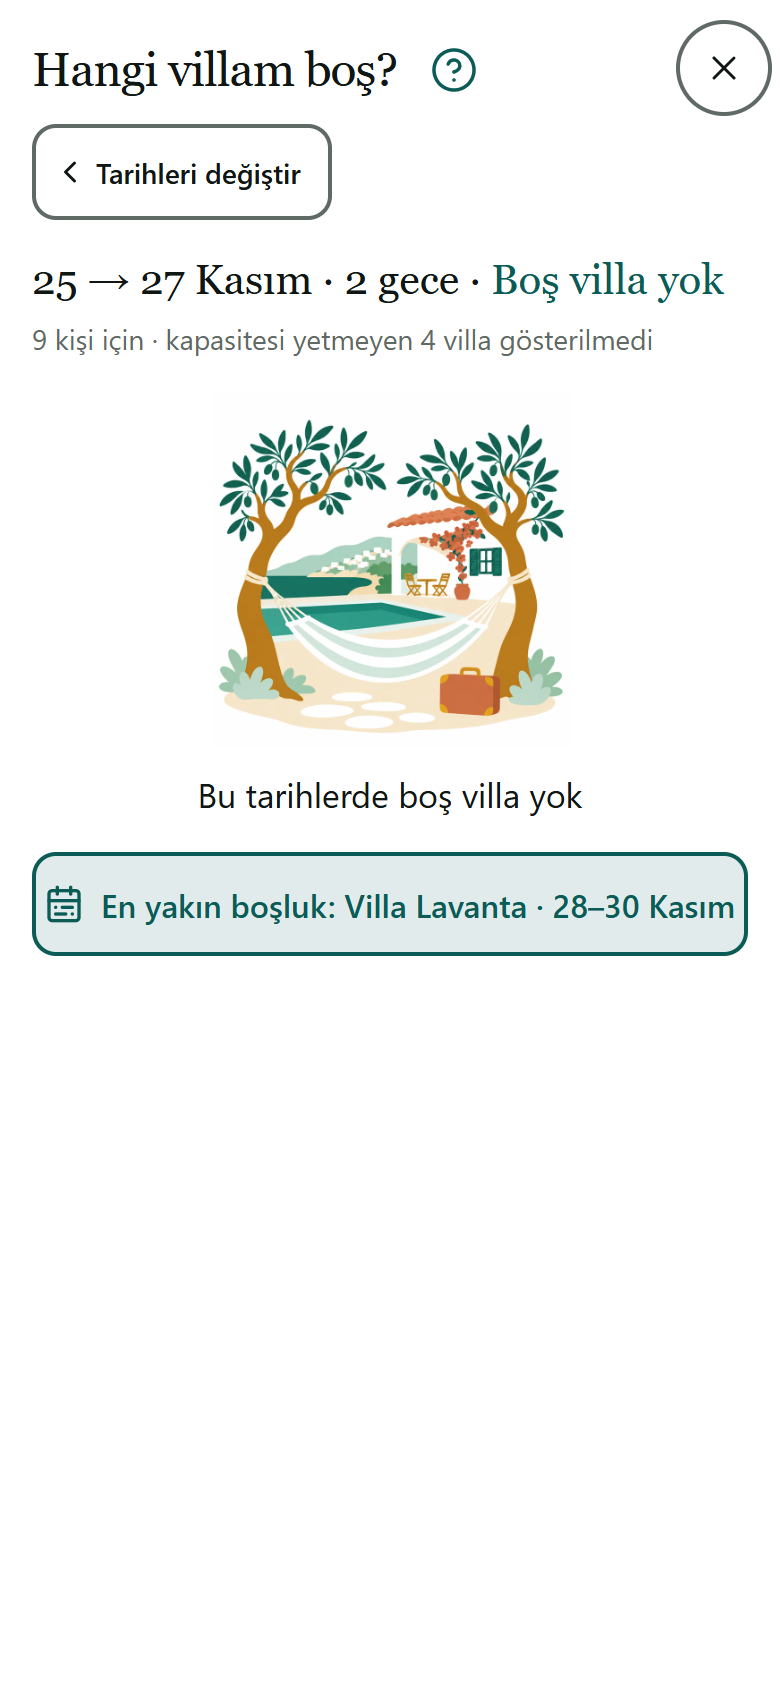 Hangi villam boş?
Tarihleri değiştir
25 → 27 Kasım · 2 gece · Boş villa yok
9 kişi için · kapasitesi yetmeyen 4 villa gösterilmedi
Bu tarihlerde boş villa yok
En yakın boşluk: Villa Lavanta · 28–30 Kasım